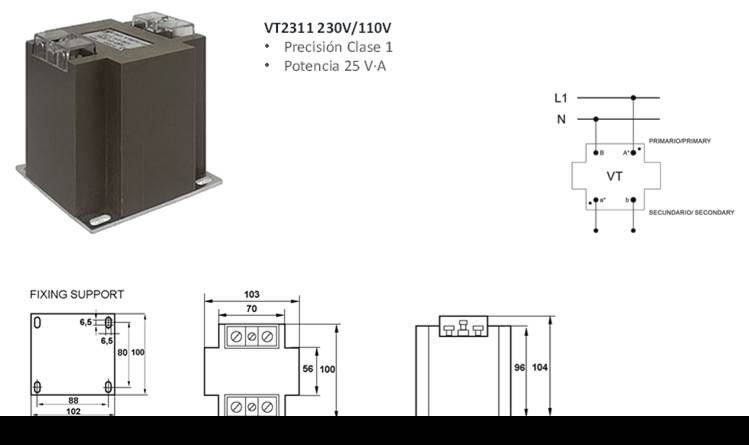 VT2311 230V/110V
• Precisión Clase 1
• Potencia 25 V·A
L1
N
PRIMARIO/PRIMARY
B A*
VT
a* b
SECUNDARIO/ SECONDARY
FIXING SUPPORT
6,5
6,5
80 100
88
102
103
70
56 100
96 104